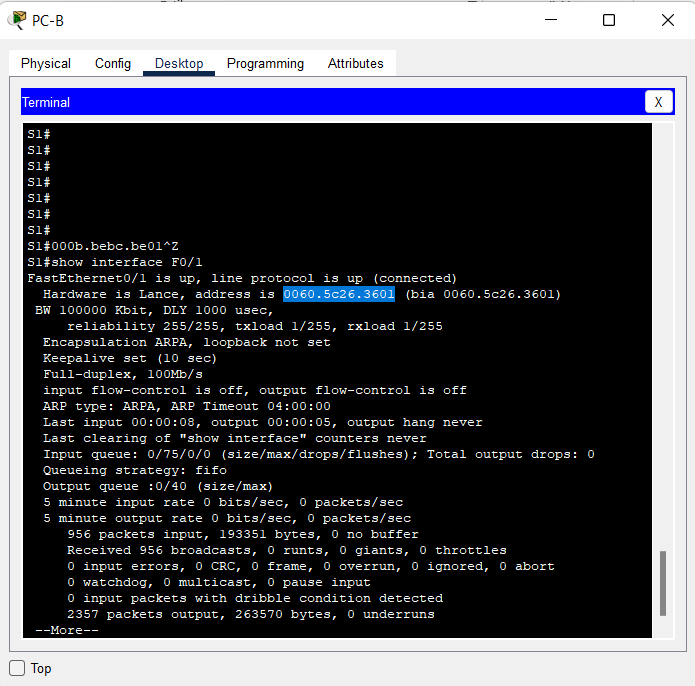 PC-B
Physical Config Desktop Programming Attributes
Terminal X
S1#
S1#
S1#
S1#
S1#
S1#
S1#
S1#000b.bebc.be01^Z
S1#show interface F0/1
FastEthernet0/1 is up, line protocol is up (connected)
Hardware is Lance, address is 0060.5c26.3601 (bia 0060.5c26.3601)
BW 100000 Kbit, DLY 1000 usec,
reliability 255/255, txload 1/255, rxload 1/255
Encapsulation ARPA, loopback not set
Keepalive set (10 sec)
Full-duplex, 100Mb/s
input flow-control is off, output flow-control is off
ARP type: ARPA, ARP Timeout 04:00:00
Last input 00:00:08, output 00:00:05, output hang never
Last clearing of "show interface" counters never
Input queue: 0/75/0/0 (size/max/drops/flushes); Total output drops: 0
Queueing strategy: fifo
Output queue :0/40 (size/max)
5 minute input rate 0 bits/sec, 0 packets/sec
5 minute output rate 0 bits/sec, 0 packets/sec
956 packets input, 193351 bytes, 0 no buffer
Received 956 broadcasts, 0 runts, 0 giants, 0 throttles
0 input errors, 0 CRC, 0 frame, 0 overrun, 0 ignored, 0 abort
0 watchdog, 0 multicast, 0 pause input
0 input packets with dribble condition detected
2357 packets output, 263570 bytes, 0 underruns
--More--
Top